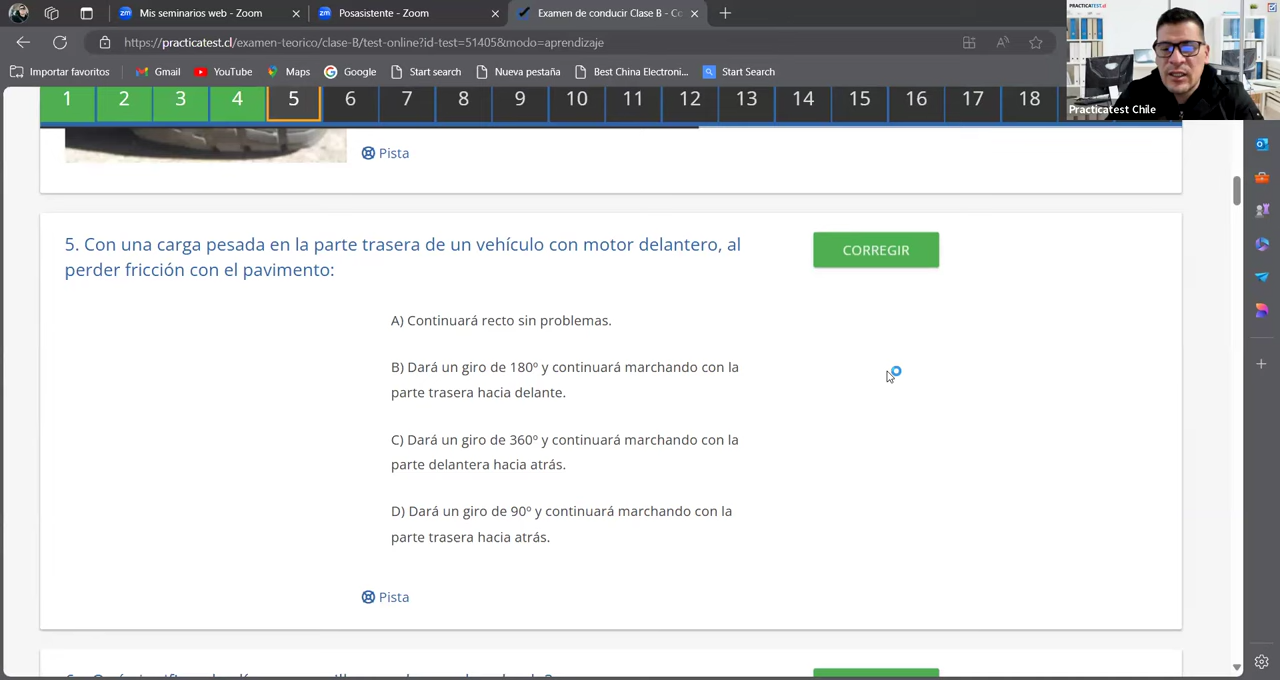 Mis seminarios web - Zoom
Posasistente - Zoom
Examen de conducir Clase B - Co
https://practicatest.cl/examen-teorico/clase-B/test-online?id-test=51405&modo=aprendizaje
Importar favoritos
Gmail
YouTube
Maps
Google
Start search
Nueva pestaña
Best China Electroni...
Start Search
PRACTICATEST.cl
Practicatest Chile
1 2 3 4 5 6 7 8 9 10 11 12 13 14 15 16 17 18
Pista
5. Con una carga pesada en la parte trasera de un vehículo con motor delantero, al
perder fricción con el pavimento:
CORREGIR
A) Continuará recto sin problemas.
B) Dará un giro de 180º y continuará marchando con la
parte trasera hacia delante.
C) Dará un giro de 360º y continuará marchando con la
parte delantera hacia atrás.
D) Dará un giro de 90º y continuará marchando con la
parte trasera hacia atrás.
Pista